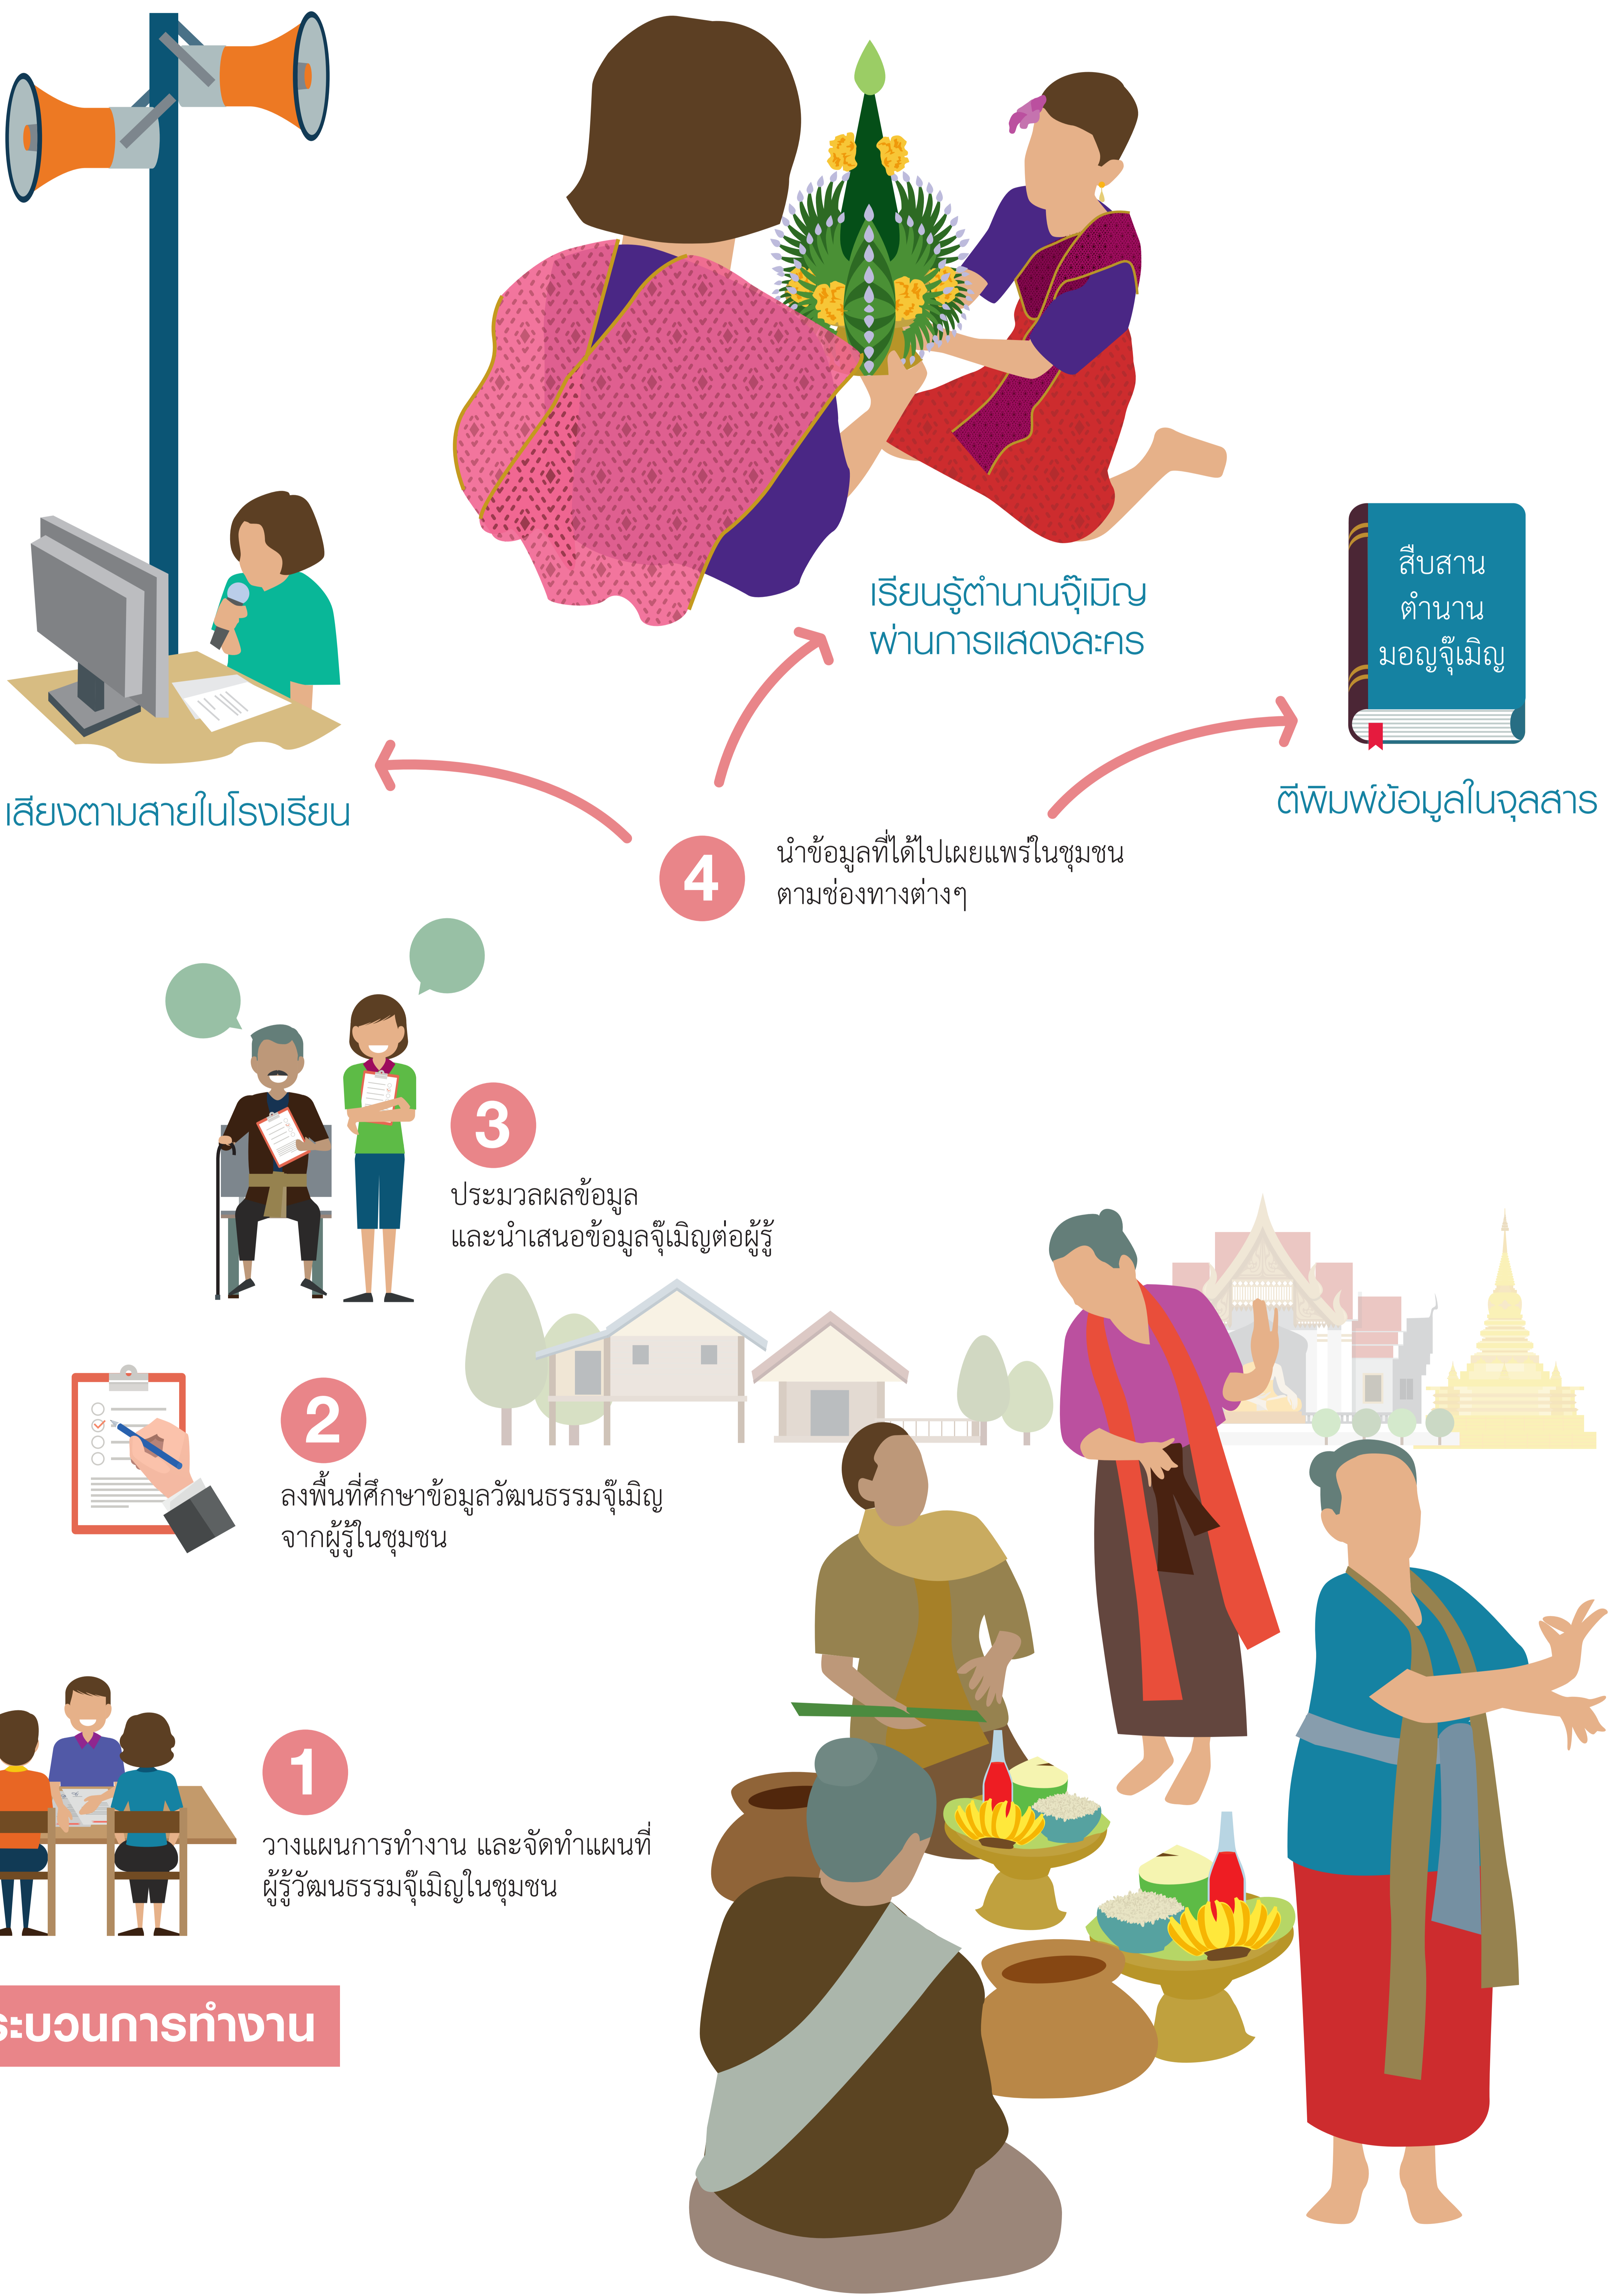 เรียนรู้ตำนานจุ๊เมิญ
ผ่านการแสดงละคร
สืบสาน
ตำนาน
มอญจุ๊เมิญ
เสียงตามสายในโรงเรียน
ตีพิมพ์ข้อมูลในจุลสาร
4
นำข้อมูลที่ได้ไปเผยแพร่ในชุมชน
ตามช่องทางต่างๆ
3
ประมวลผลข้อมูล
และนำเสนอข้อมูลจุ๊เมิญต่อผู้รู้
2
ลงพื้นที่ศึกษาข้อมูลวัฒนธรรมจุ๊เมิญ
จากผู้รู้ในชุมชน
1
วางแผนการทำงาน และจัดทำแผนที่
ผู้รู้วัฒนธรรมจุ๊เมิญในชุมชน
ระบวนการทำงาน